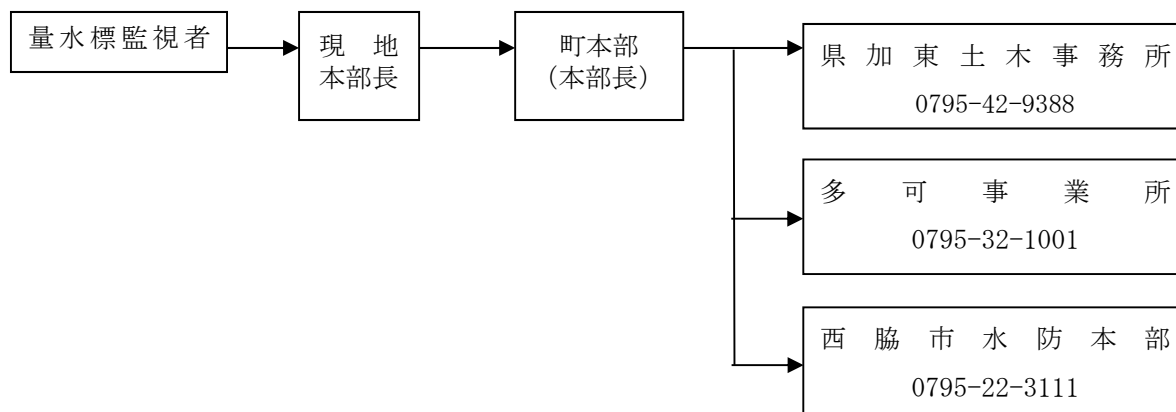 量水標監視者
現地
本部長
町本部
(本部長)
県加東土木事務所
0795-42-9388
多可事業所
0795-32-1001
西脇市水防本部
0795-22-3111